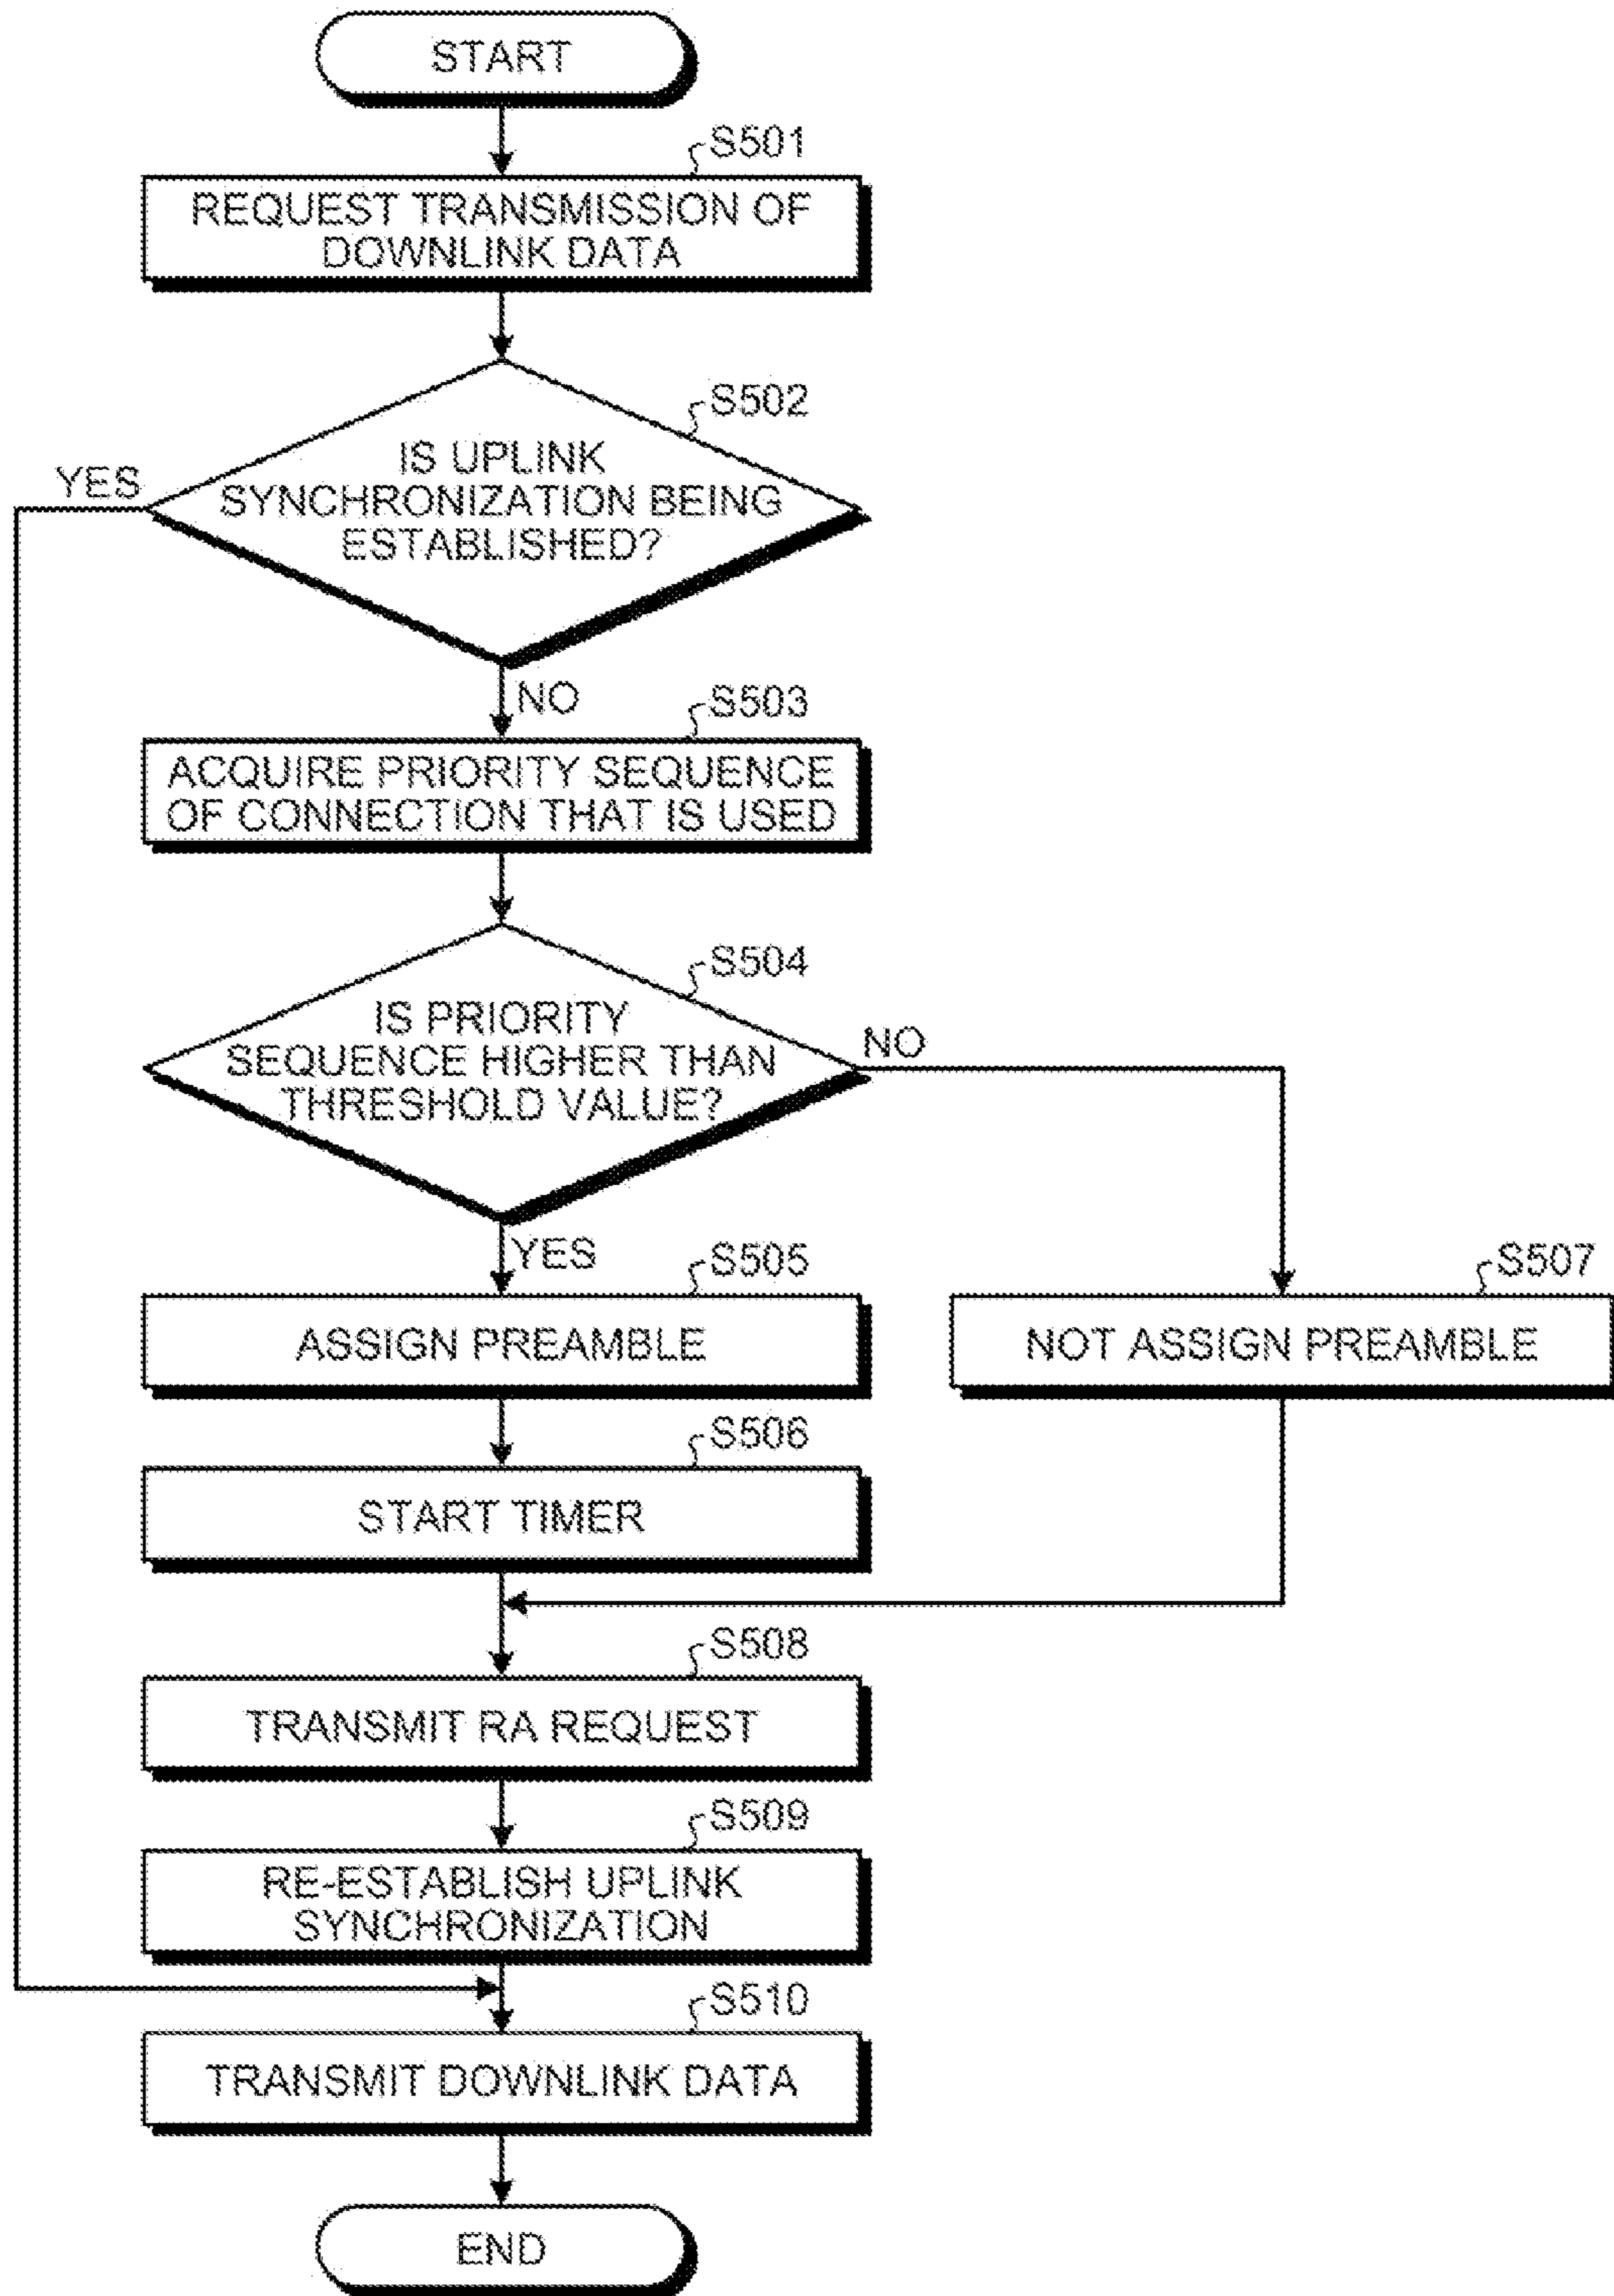 START
S501
REQUEST TRANSMISSION OF
DOWNLINK DATA
S502
IS UPLINK
SYNCHRONIZATION BEING
ESTABLISHED?
YES
NO
S503
ACQUIRE PRIORITY SEQUENCE
OF CONNECTION THAT IS USED
S504
IS PRIORITY
SEQUENCE HIGHER THAN
THRESHOLD VALUE?
NO
YES
S505
ASSIGN PREAMBLE
S507
NOT ASSIGN PREAMBLE
S506
START TIMER
S508
TRANSMIT RA REQUEST
S509
RE-ESTABLISH UPLINK
SYNCHRONIZATION
S510
TRANSMIT DOWNLINK DATA
END